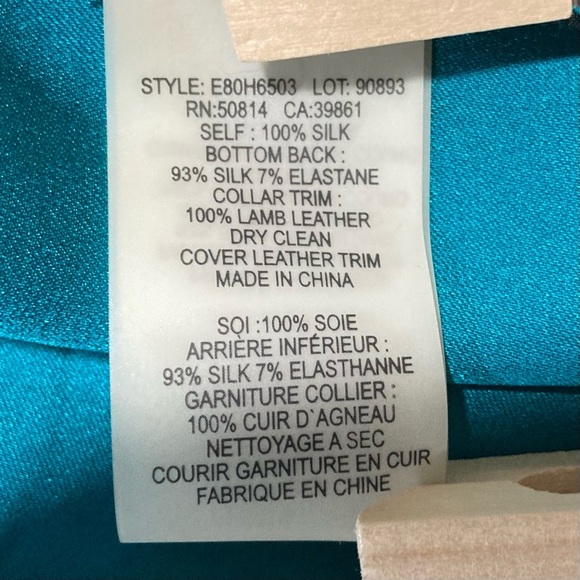 STYLE: E80H6503 LOT: 90893
RN:50814 CA:39861
SELF : 100% SILK
BOTTOM BACK :
93% SILK 7% ELASTANE
COLLAR TRIM :
100% LAMB LEATHER
DRY CLEAN
COVER LEATHER TRIM
MADE IN CHINA
SOI :100% SOIE
ARRIÈRE INFÉRIEUR :
93% SILK 7% ELASTHANNE
GARNITURE COLLIER :
100% CUIR D`AGNEAU
NETTOYAGE A SEC
COURIR GARNITURE EN CUIR
FABRIQUE EN CHINE